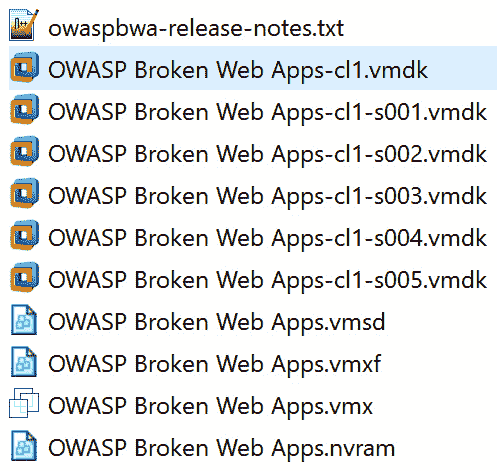 owaspbwa-release-notes.txt
OWASP Broken Web Apps-cl1.vmdk
OWASP Broken Web Apps-cl1-s001.vmdk
OWASP Broken Web Apps-cl1-s002.vmdk
OWASP Broken Web Apps-cl1-s003.vmdk
OWASP Broken Web Apps-cl1-s004.vmdk
OWASP Broken Web Apps-cl1-s005.vmdk
OWASP Broken Web Apps.vmsd
OWASP Broken Web Apps.vmxf
OWASP Broken Web Apps.vmx
OWASP Broken Web Apps.nvram